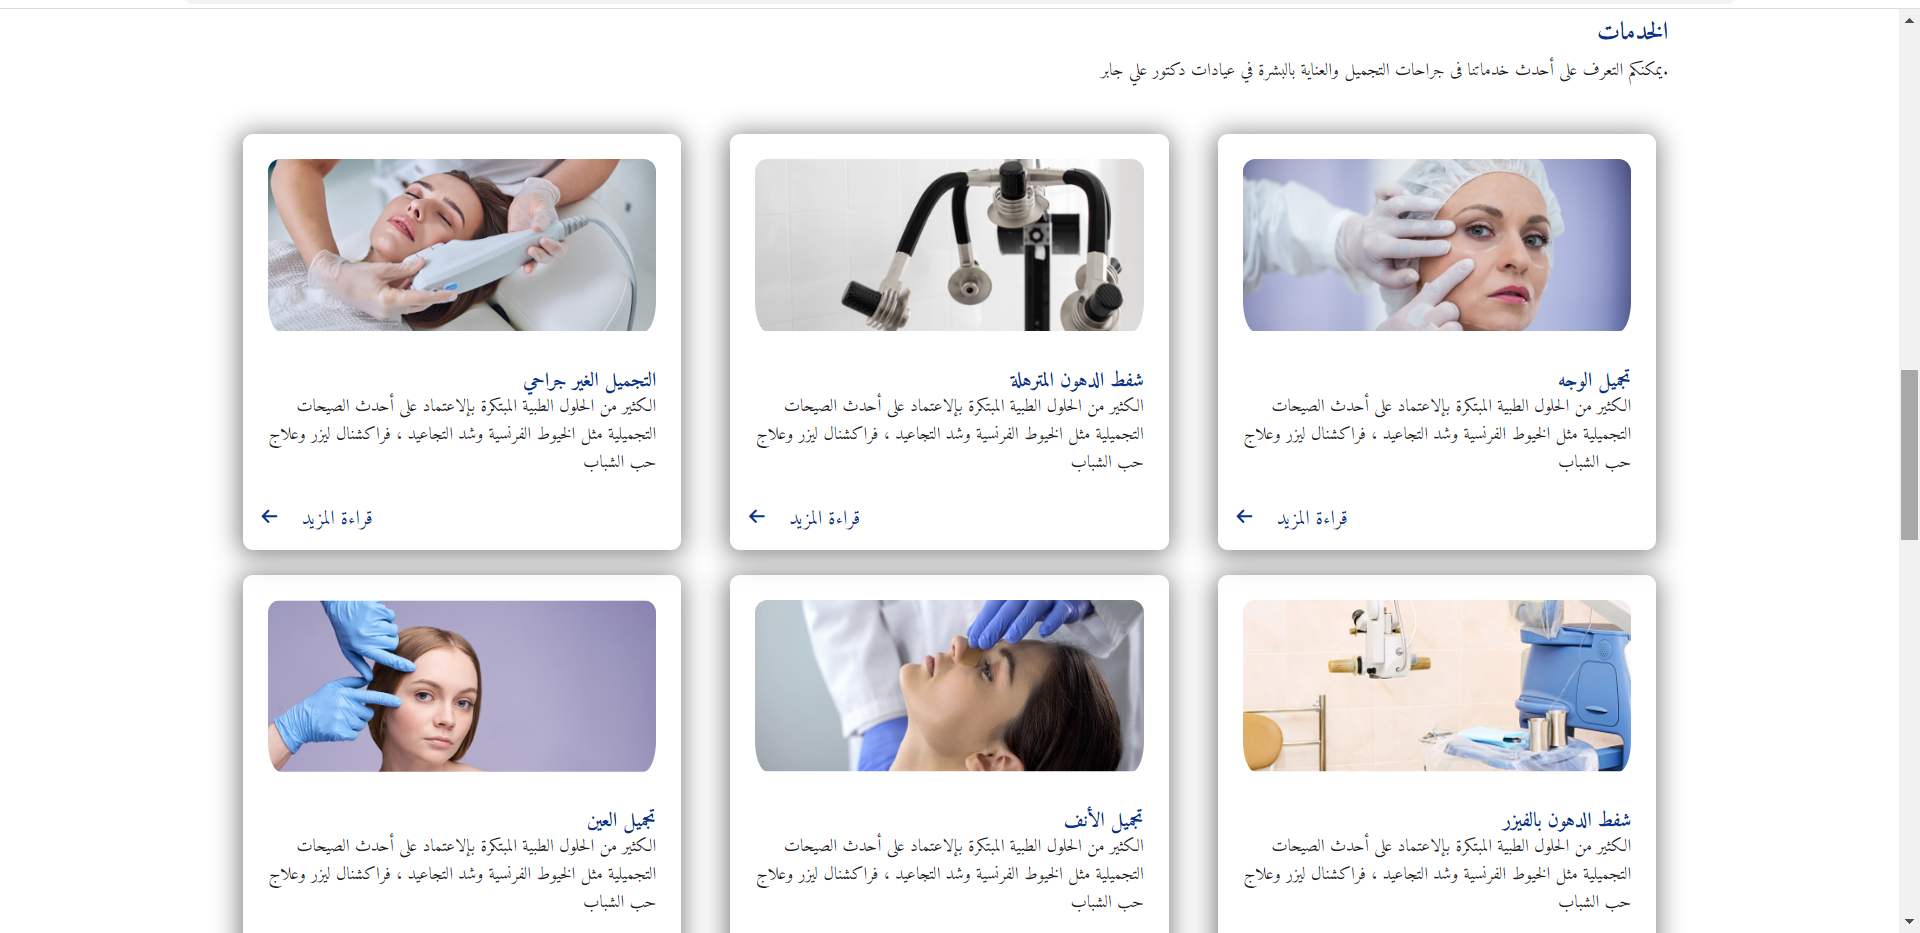 الخدمات
يمكنكم التعرف على أحدث خدماتنا فى جراحات التجميل والعناية بالبشرة في عيادات دكتور علي جابر.
تجميل الوجه
الكثير من الحلول الطبية المبتكرة بإلاعتماد على أحدث الصيحات
التجميلية مثل الخيوط الفرنسية وشد التجاعيد ، فراكشنال ليزر وعلاج
حب الشباب
قراءة المزيد
شفط الدهون المترهلة
الكثير من الحلول الطبية المبتكرة بإلاعتماد على أحدث الصيحات
التجميلية مثل الخيوط الفرنسية وشد التجاعيد ، فراكشنال ليزر وعلاج
حب الشباب
قراءة المزيد
التجميل الغير جراحي
الكثير من الحلول الطبية المبتكرة بإلاعتماد على أحدث الصيحات
التجميلية مثل الخيوط الفرنسية وشد التجاعيد ، فراكشنال ليزر وعلاج
حب الشباب
قراءة المزيد
شفط الدهون بالفيزر
الكثير من الحلول الطبية المبتكرة بإلاعتماد على أحدث الصيحات
التجميلية مثل الخيوط الفرنسية وشد التجاعيد ، فراكشنال ليزر وعلاج
حب الشباب
تجميل الأنف
الكثير من الحلول الطبية المبتكرة بإلاعتماد على أحدث الصيحات
التجميلية مثل الخيوط الفرنسية وشد التجاعيد ، فراكشنال ليزر وعلاج
حب الشباب
تجميل العين
الكثير من الحلول الطبية المبتكرة بإلاعتماد على أحدث الصيحات
التجميلية مثل الخيوط الفرنسية وشد التجاعيد ، فراكشنال ليزر وعلاج
حب الشباب